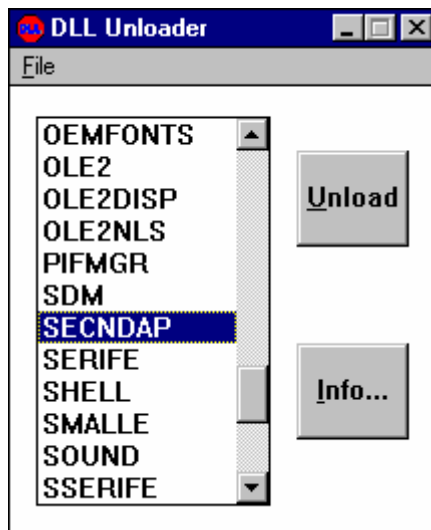 DLL Unloader
File
OEMFONTS
OLE2
OLE2DISP
OLE2NLS
PIFMGR
SDM
SECNDAP
SERIFE
SHELL
SMALLE
SOUND
SSERIFE
Unload
Info...